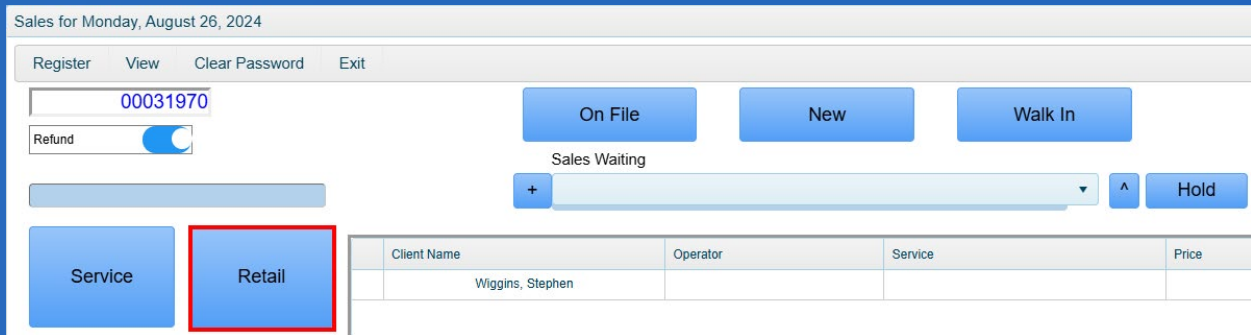 Sales for Monday, August 26, 2024
Register View Clear Password Exit
00031970
On File New Walk In
Refund
Sales Waiting
+ ^ Hold
Service Retail
Client Name Operator Service Price
Wiggins, Stephen